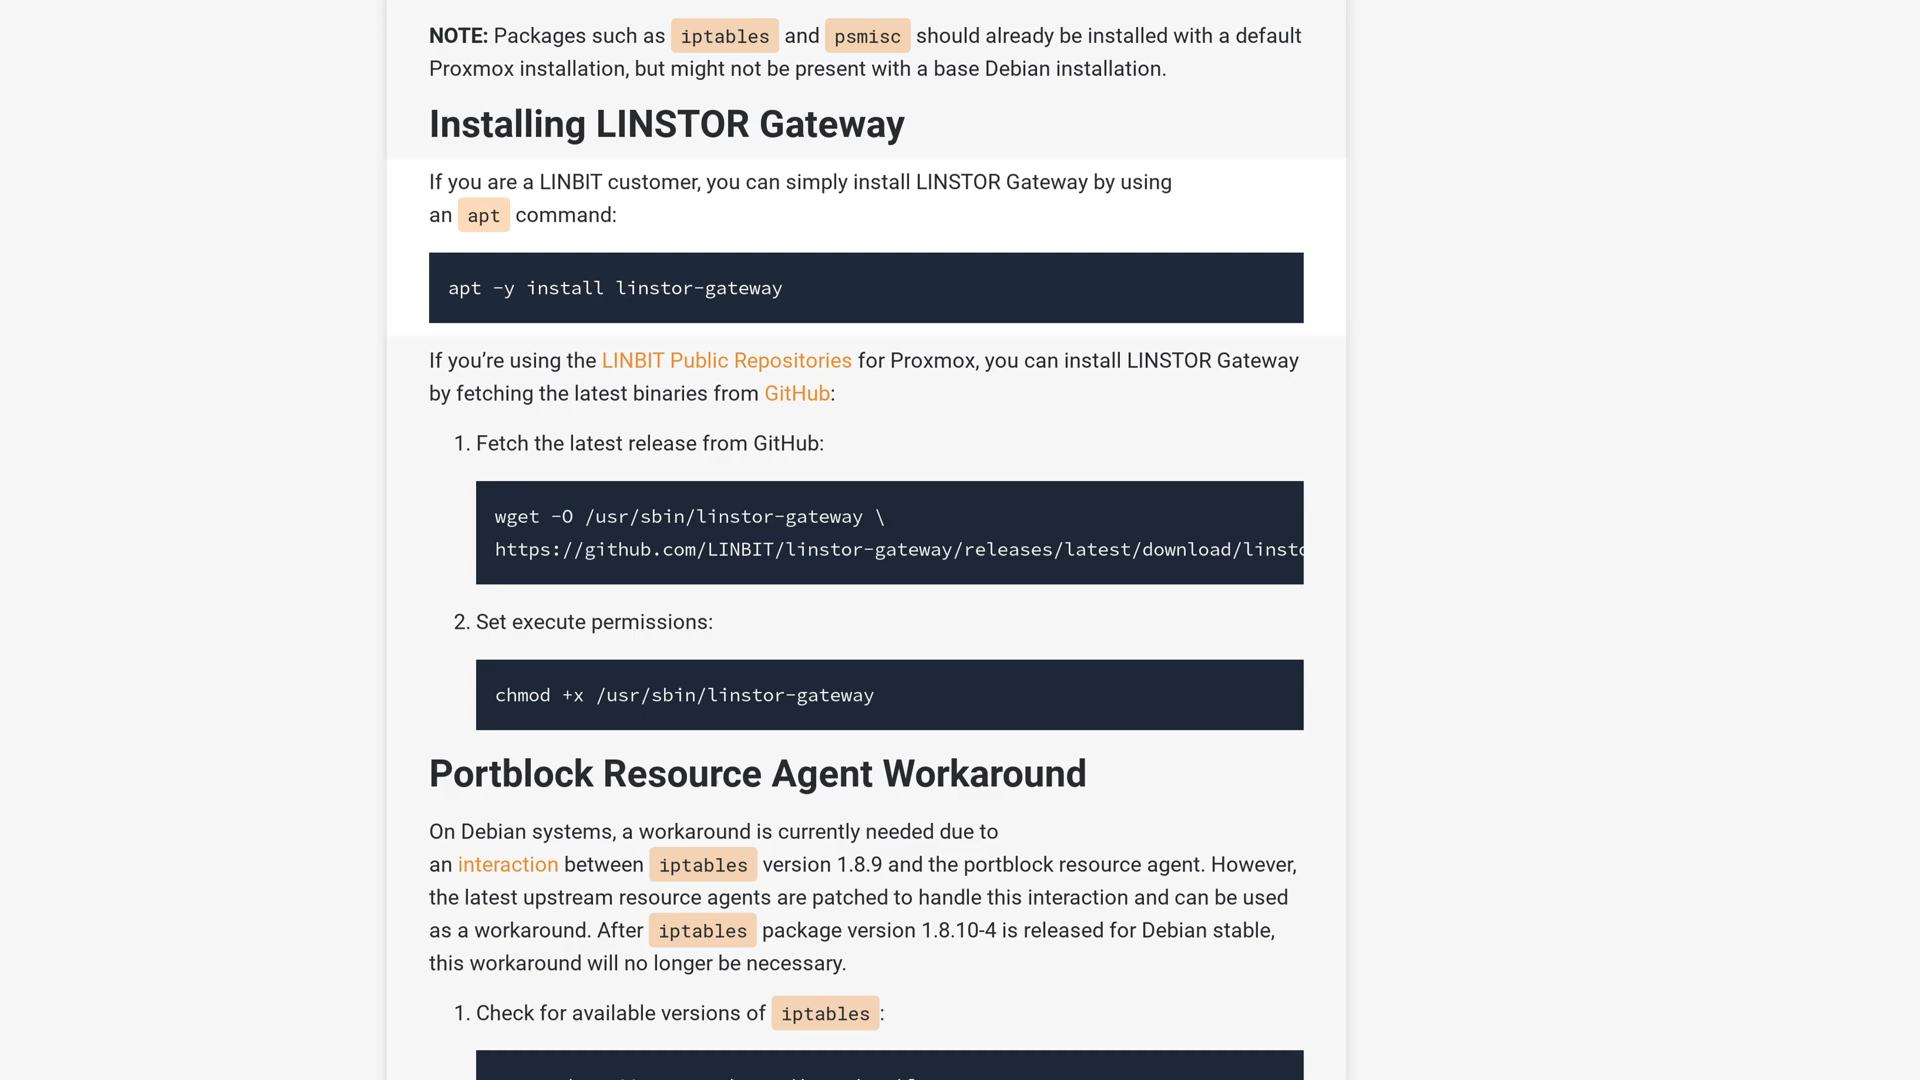 NOTE: Packages such as iptables and psmisc should already be installed with a default
Proxmox installation, but might not be present with a base Debian installation.
Installing LINSTOR Gateway
If you are a LINBIT customer, you can simply install LINSTOR Gateway by using
an apt command:
apt -y install linstor-gateway
If you’re using the LINBIT Public Repositories for Proxmox, you can install LINSTOR Gateway
by fetching the latest binaries from GitHub:
1. Fetch the latest release from GitHub:
wget -O /usr/sbin/linstor-gateway \
https://github.com/LINBIT/linstor-gateway/releases/latest/download/linsto
2. Set execute permissions:
chmod +x /usr/sbin/linstor-gateway
Portblock Resource Agent Workaround
On Debian systems, a workaround is currently needed due to
an interaction between iptables version 1.8.9 and the portblock resource agent. However,
the latest upstream resource agents are patched to handle this interaction and can be used
as a workaround. After iptables package version 1.8.10-4 is released for Debian stable,
this workaround will no longer be necessary.
1. Check for available versions of iptables: